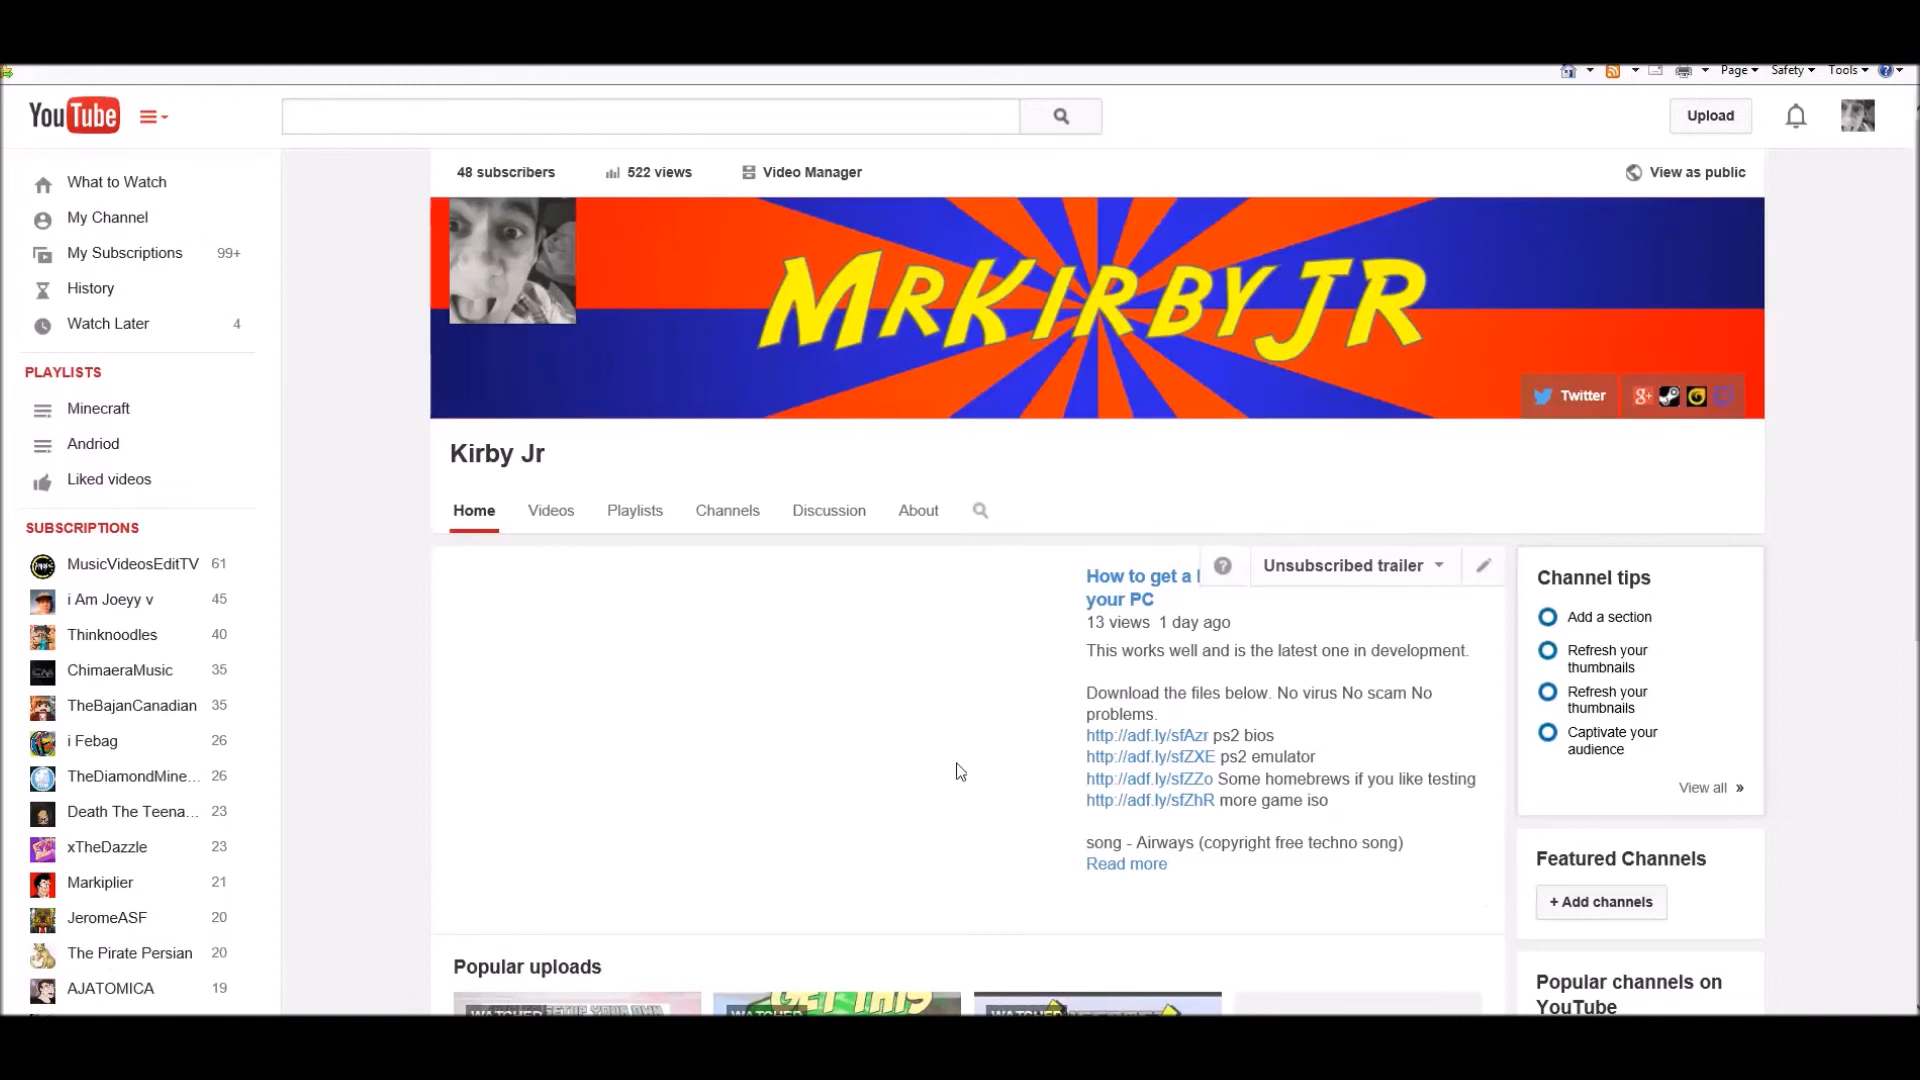 Page Safety Tools
YouTube Upload
48 subscribers 522 views Video Manager View as public
What to Watch
My Channel
My Subscriptions 99+
History
Watch Later 4
PLAYLISTS
Minecraft
Andriod
Liked videos
SUBSCRIPTIONS
MusicVideosEditTV 61
i Am Joeyy v 45
Thinknoodles 40
ChimaeraMusic 35
TheBajanCanadian 35
i Febag 26
TheDiamondMine... 26
Death The Teena... 23
xTheDazzle 23
Markiplier 21
JeromeASF 20
The Pirate Persian 20
AJATOMICA 19
MRKIRBYJR
Twitter
Kirby Jr
Home Videos Playlists Channels Discussion About
How to get a
your PC
Unsubscribed trailer
13 views 1 day ago
This works well and is the latest one in development.
Download the files below. No virus No scam No
problems.
http://adf.ly/sfAzr ps2 bios
http://adf.ly/sfZXE ps2 emulator
http://adf.ly/sfZZo Some homebrews if you like testing
http://adf.ly/sfZhR more game iso
song - Airways (copyright free techno song)
Read more
Popular uploads
WATCHED SETUP YOUR OWN
WATCHED GET THIS
WATCHED
Channel tips
Add a section
Refresh your
thumbnails
Refresh your
thumbnails
Captivate your
audience
View all »
Featured Channels
+ Add channels
Popular channels on
YouTube